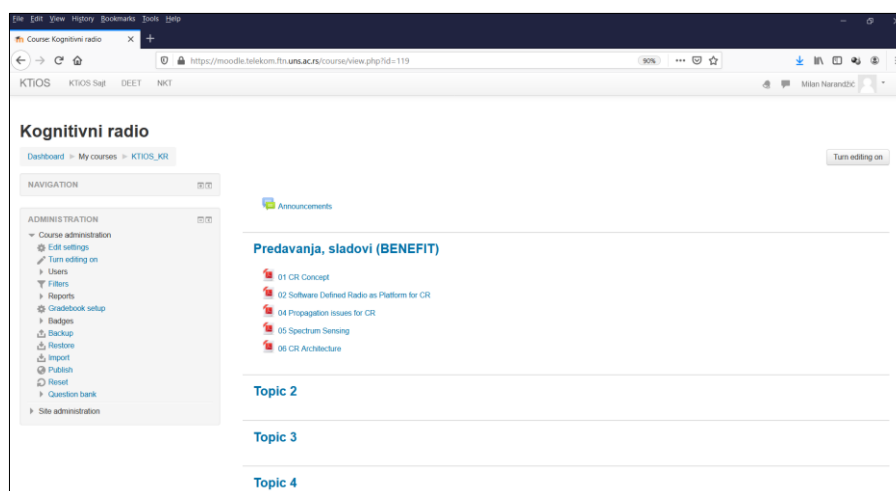 File Edit View History Bookmarks Tools Help
Course: Kognitivni radio
https://moodle.telekom.ftn.uns.ac.rs/course/view.php?id=119
90%
KTiOS KTiOS Sajt DEET NKT
Milan Narandžić
Kognitivni radio
Dashboard My courses KTIOS_KR
Turn editing on
NAVIGATION
ADMINISTRATION
Course administration
Edit settings
Turn editing on
Users
Filters
Reports
Gradebook setup
Badges
Backup
Restore
Import
Publish
Reset
Question bank
Site administration
Announcements
Predavanja, sladovi (BENEFIT)
01 CR Concept
02 Software Defined Radio as Platform for CR
04 Propagation issues for CR
05 Spectrum Sensing
06 CR Architecture
Topic 2
Topic 3
Topic 4